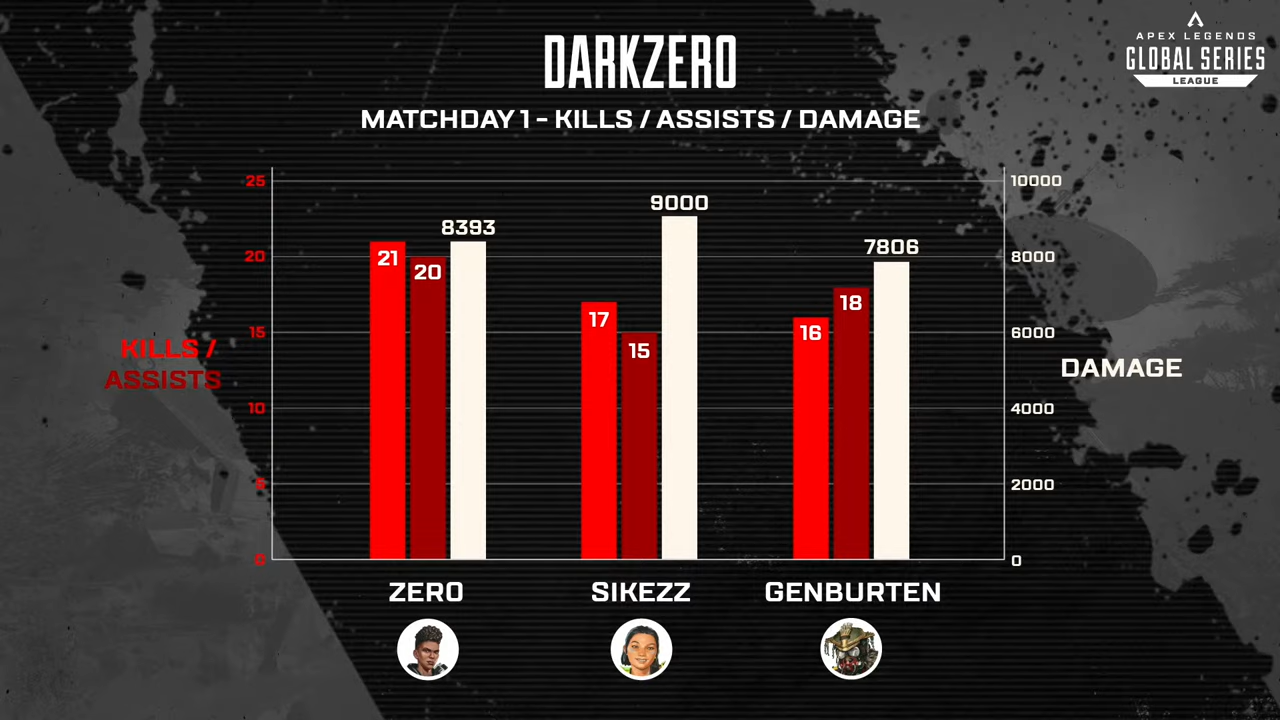 APEX LEGENDS
GLOBAL SERIES
LEAGUE
DARKZERO
MATCHDAY 1 - KILLS / ASSISTS / DAMAGE
25
20
15
10
5
0
KILLS /
ASSISTS
21
20
8393
17
15
9000
16
18
7806
10000
8000
6000
4000
2000
0
DAMAGE
ZERO
SIKEZZ
GENBURTEN